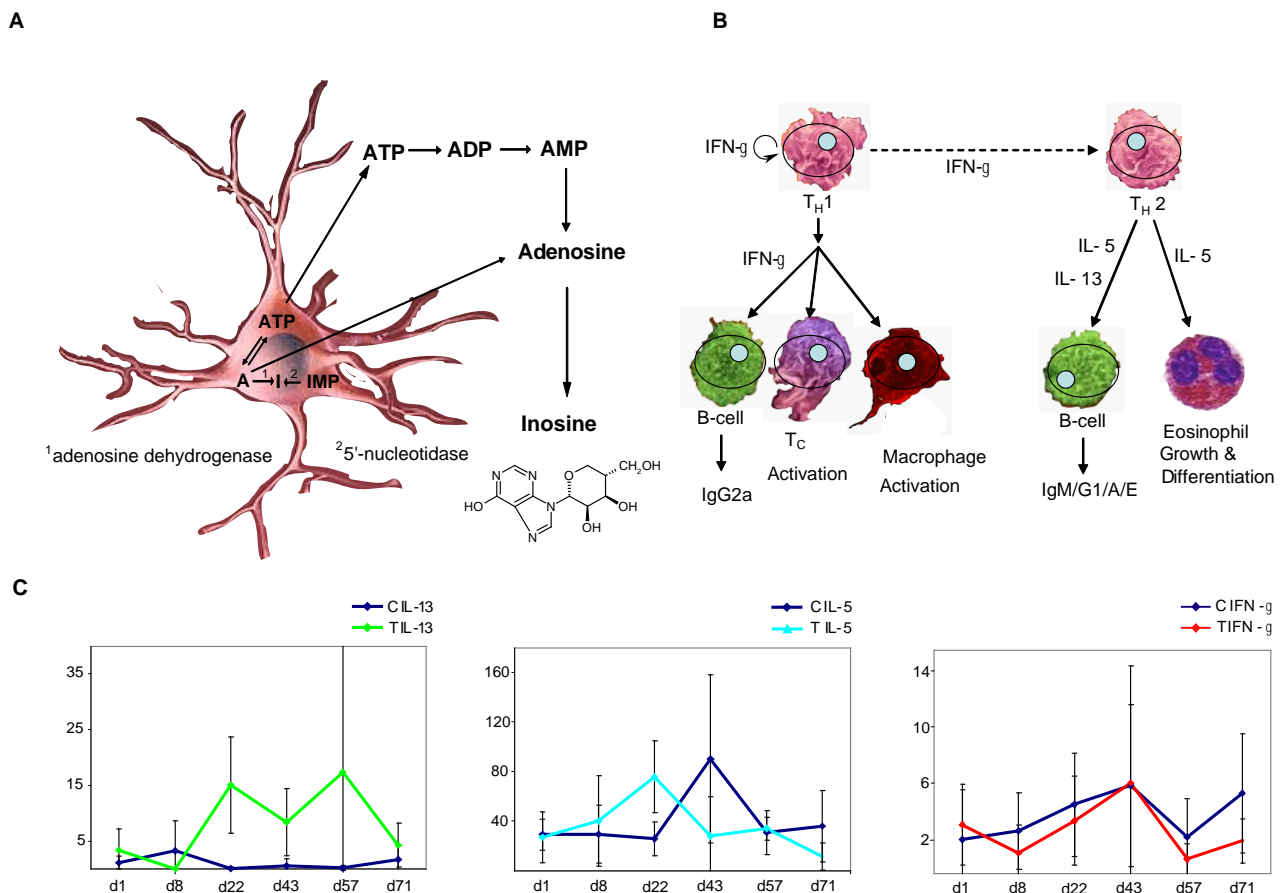 A
B
ATP ADP AMP
Adenosine
ATP
A 1 I 2 IMP
Inosine
1adenosine dehydrogenase
25'-nucleotidase
N N N N
HO
O
CH2OH
OH
OH
IFN-g
IFN-g
TH1
TH 2
IFN-g
IL- 5
IL- 13
IL- 5
B-cell
TC
Activation
Macrophage
Activation
IgG2a
B-cell
IgM/G1/A/E
Eosinophil
Growth &
Differentiation
C
C IL-13
T IL-13
35
25
15
5
d1 d8 d22 d43 d57 d71
C IL- 5
T IL- 5
160
120
80
40
d1 d8 d22 d43 d57 d71
C IFN - g
T IFN - g
14
10
6
2
d1 d8 d22 d43 d57 d71